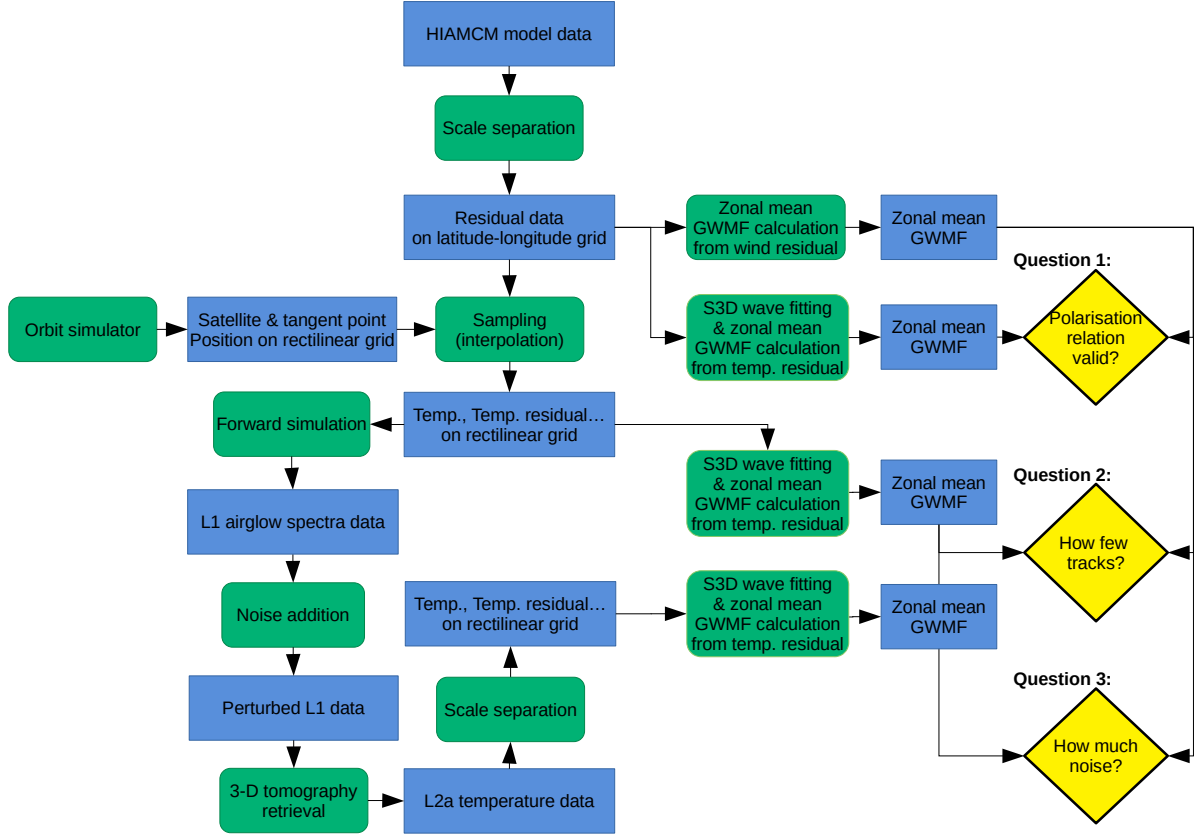 HIAMCM model data
Scale separation
Residual data
on latitude-longitude grid
Zonal mean
GWMF calculation
from wind residual
Zonal mean
GWMF
Question 1:
Orbit simulator
Satellite & tangent point
Position on rectilinear grid
Sampling
(interpolation)
S3D wave fitting
& zonal mean
GWMF calculation
from temp. residual
Zonal mean
GWMF
Polarisation
relation
valid?
Forward simulation
Temp., Temp. residual…
on rectilinear grid
S3D wave fitting
& zonal mean
GWMF calculation
from temp. residual
Zonal mean
GWMF
Question 2:
How few
tracks?
L1 airglow spectra data
Noise addition
Temp., Temp. residual…
on rectilinear grid
S3D wave fitting
& zonal mean
GWMF calculation
from temp. residual
Zonal mean
GWMF
Question 3:
How much
noise?
Perturbed L1 data
Scale separation
3-D tomography
retrieval
L2a temperature data